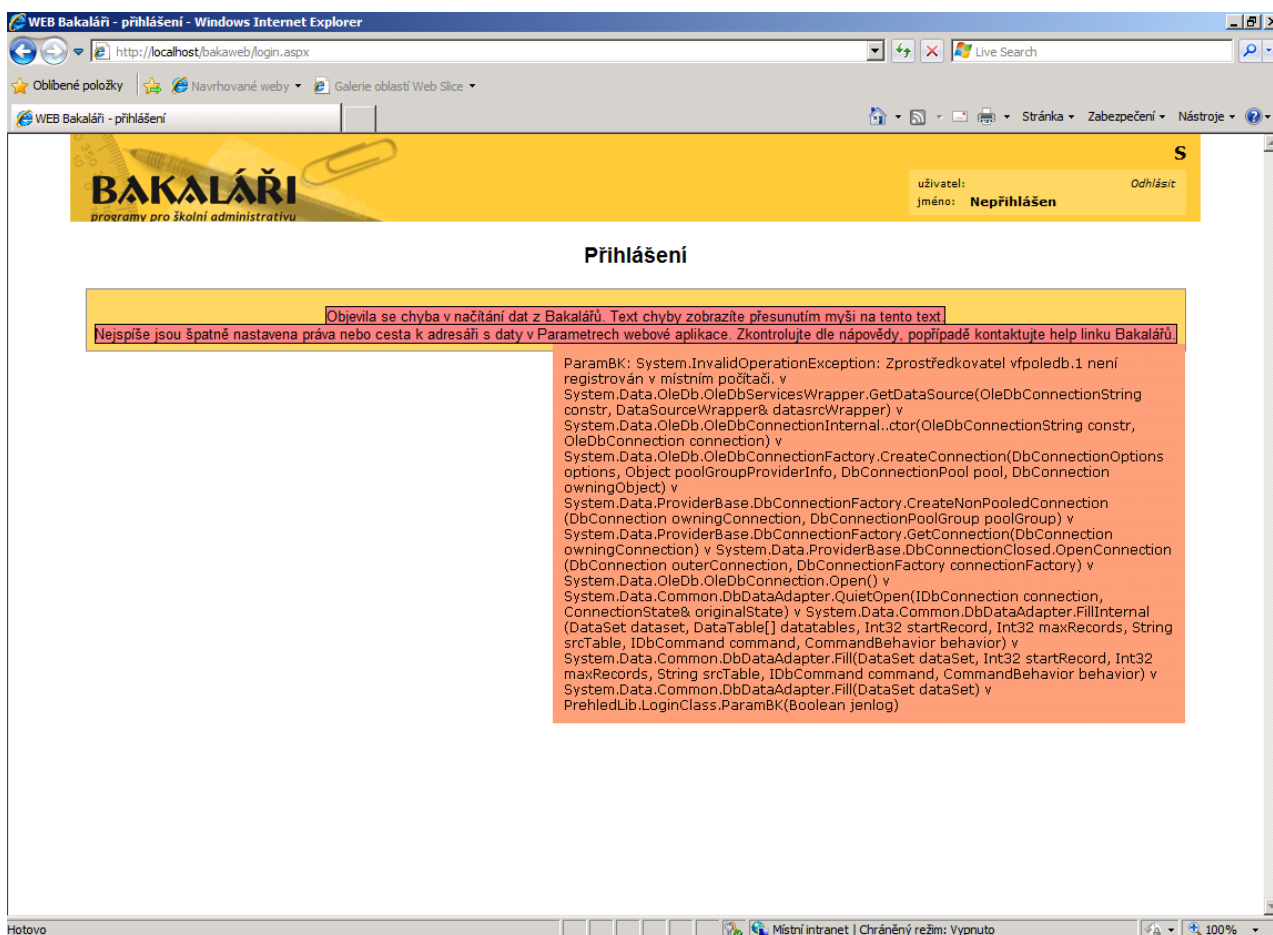 WEB Bakaláři - přihlášení - Windows Internet Explorer
http://localhost/bakaweb/login.aspx
Live Search
Oblíbené položky
Navrhované weby
Galerie oblastí Web Slice
WEB Bakaláři - přihlášení
Stránka
Zabezpečení
Nástroje
S
BAKALÁŘI
programy pro školní administrativu
uživatel:
Odhlásit
jméno: Nepřihlášen
Přihlášení
Objevila se chyba v načítání dat z Bakalářů. Text chyby zobrazíte přesunutím myši na tento text.
Nejspíše jsou špatně nastavena práva nebo cesta k adresáři s daty v Parametrech webové aplikace. Zkontrolujte dle nápovědy, popřípadě kontaktujte help linku Bakalářů.
ParamBK: System.InvalidOperationException: Zprostředkovatel vfpoledb.1 není
registrován v místním počítači. v
System.Data.OleDb.OleDbServicesWrapper.GetDataSource(OleDbConnectionString
constr, DataSourceWrapper& datasrcWrapper) v
System.Data.OleDb.OleDbConnectionInternal..ctor(OleDbConnectionString constr,
OleDbConnection connection) v
System.Data.OleDb.OleDbConnectionFactory.CreateConnection(DbConnectionOptions
options, Object poolGroupProviderInfo, DbConnectionPool pool, DbConnection
owningObject) v
System.Data.ProviderBase.DbConnectionFactory.CreateNonPooledConnection
(DbConnection owningConnection, DbConnectionPoolGroup poolGroup) v
System.Data.ProviderBase.DbConnectionFactory.GetConnection(DbConnection
owningConnection) v System.Data.ProviderBase.DbConnectionClosed.OpenConnection
(DbConnection outerConnection, DbConnectionFactory connectionFactory) v
System.Data.OleDb.OleDbConnection.Open() v
System.Data.Common.DbDataAdapter.QuietOpen(IDbConnection connection,
ConnectionState& originalState) v System.Data.Common.DbDataAdapter.FillInternal
(DataSet dataset, DataTable[] datatables, Int32 startRecord, Int32 maxRecords, String
srcTable, IDbCommand command, CommandBehavior behavior) v
System.Data.Common.DbDataAdapter.Fill(DataSet dataSet, Int32 startRecord, Int32
maxRecords, String srcTable, IDbCommand command, CommandBehavior behavior) v
System.Data.Common.DbDataAdapter.Fill(DataSet dataSet) v
PrehledLib.LoginClass.ParamBK(Boolean jenlog)
Hotovo
Místní intranet | Chráněný režim: Vypnuto
100%